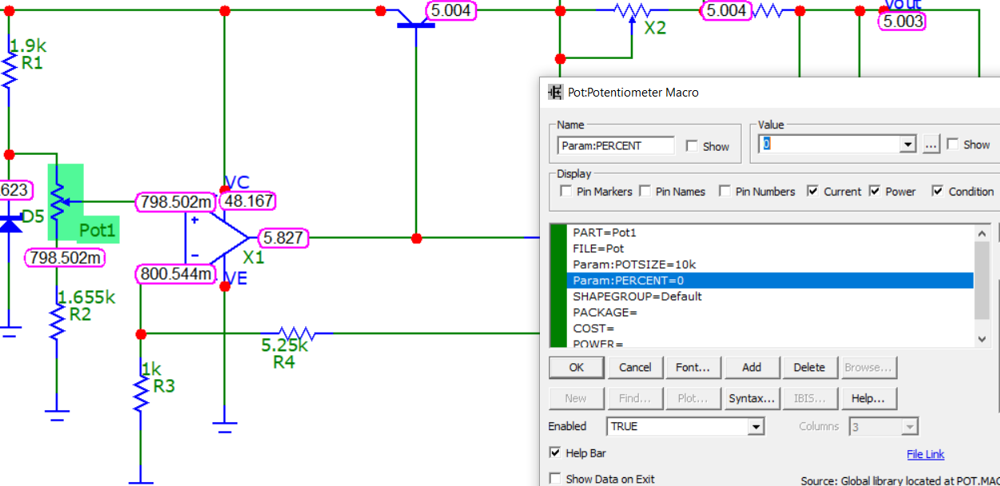 5.004
5.004
Vout
5.003
X2
1.9k
R1
623
D5
Pot1
798.502m
798.502m
VC
48.167
+
5.827
X1
-
800.544m
VE
1.655k
R2
5.25k
R4
1k
R3
Pot:Potentiometer Macro
Name
Param:PERCENT
Show
Value
0
...
Show
Display
Pin Markers
Pin Names
Pin Numbers
Current
Power
Condition
PART=Pot1
FILE=Pot
Param:POTSIZE=10k
Param:PERCENT=0
SHAPEGROUP=Default
PACKAGE=
COST=
POWER=
OK
Cancel
Font...
Add
Delete
Browse...
New
Find...
Plot...
Syntax...
IBIS...
Help...
Enabled
TRUE
Columns
3
Help Bar
File Link
Show Data on Exit
Source: Global library located at POT.MAC